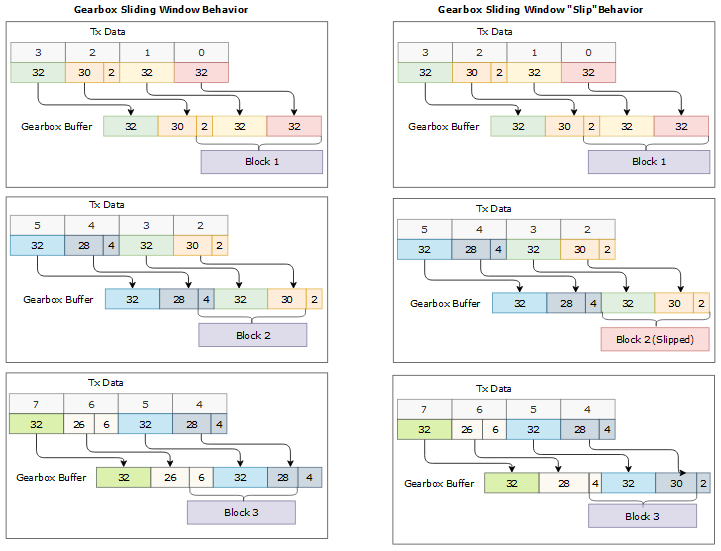 Gearbox Sliding Window Behavior
Tx Data
3 2 1 0
32 30 2 32 32
Gearbox Buffer 32 30 2 32 32
Block 1
Tx Data
5 4 3 2
32 28 4 32 30 2
Gearbox Buffer 32 28 4 32 30 2
Block 2
Tx Data
7 6 5 4
32 26 6 32 28 4
Gearbox Buffer 32 26 6 32 28 4
Block 3
Gearbox Sliding Window "Slip"Behavior
Tx Data
3 2 1 0
32 30 2 32 32
Gearbox Buffer 32 30 2 32 32
Block 1
Tx Data
5 4 3 2
32 28 4 32 30 2
Gearbox Buffer 32 28 4 32 30 2
Block 2 (Slipped)
Tx Data
7 6 5 4
32 26 6 32 28 4
Gearbox Buffer 32 28 4 32 30 2
Block 3